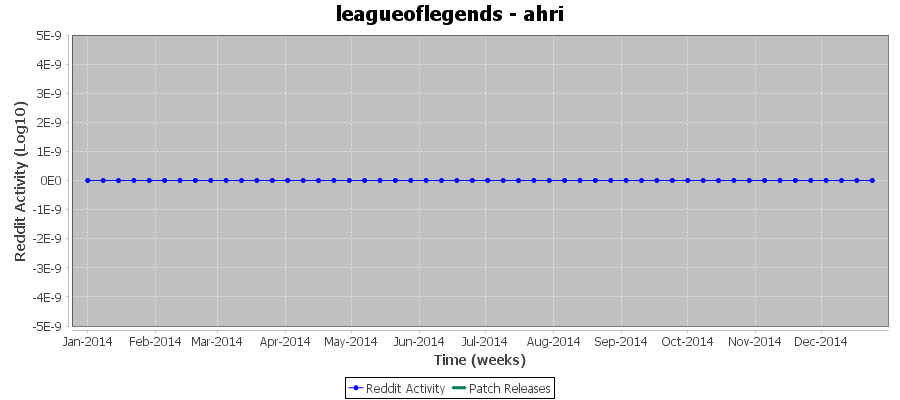 leagueoflegends - ahri
5E-9
4E-9
3E-9
2E-9
1E-9
0E0
-1E-9
-2E-9
-3E-9
-4E-9
-5E-9
Reddit Activity (Log10)
Jan-2014 Feb-2014 Mar-2014 Apr-2014 May-2014 Jun-2014 Jul-2014 Aug-2014 Sep-2014 Oct-2014 Nov-2014 Dec-2014
Time (weeks)
Reddit Activity Patch Releases